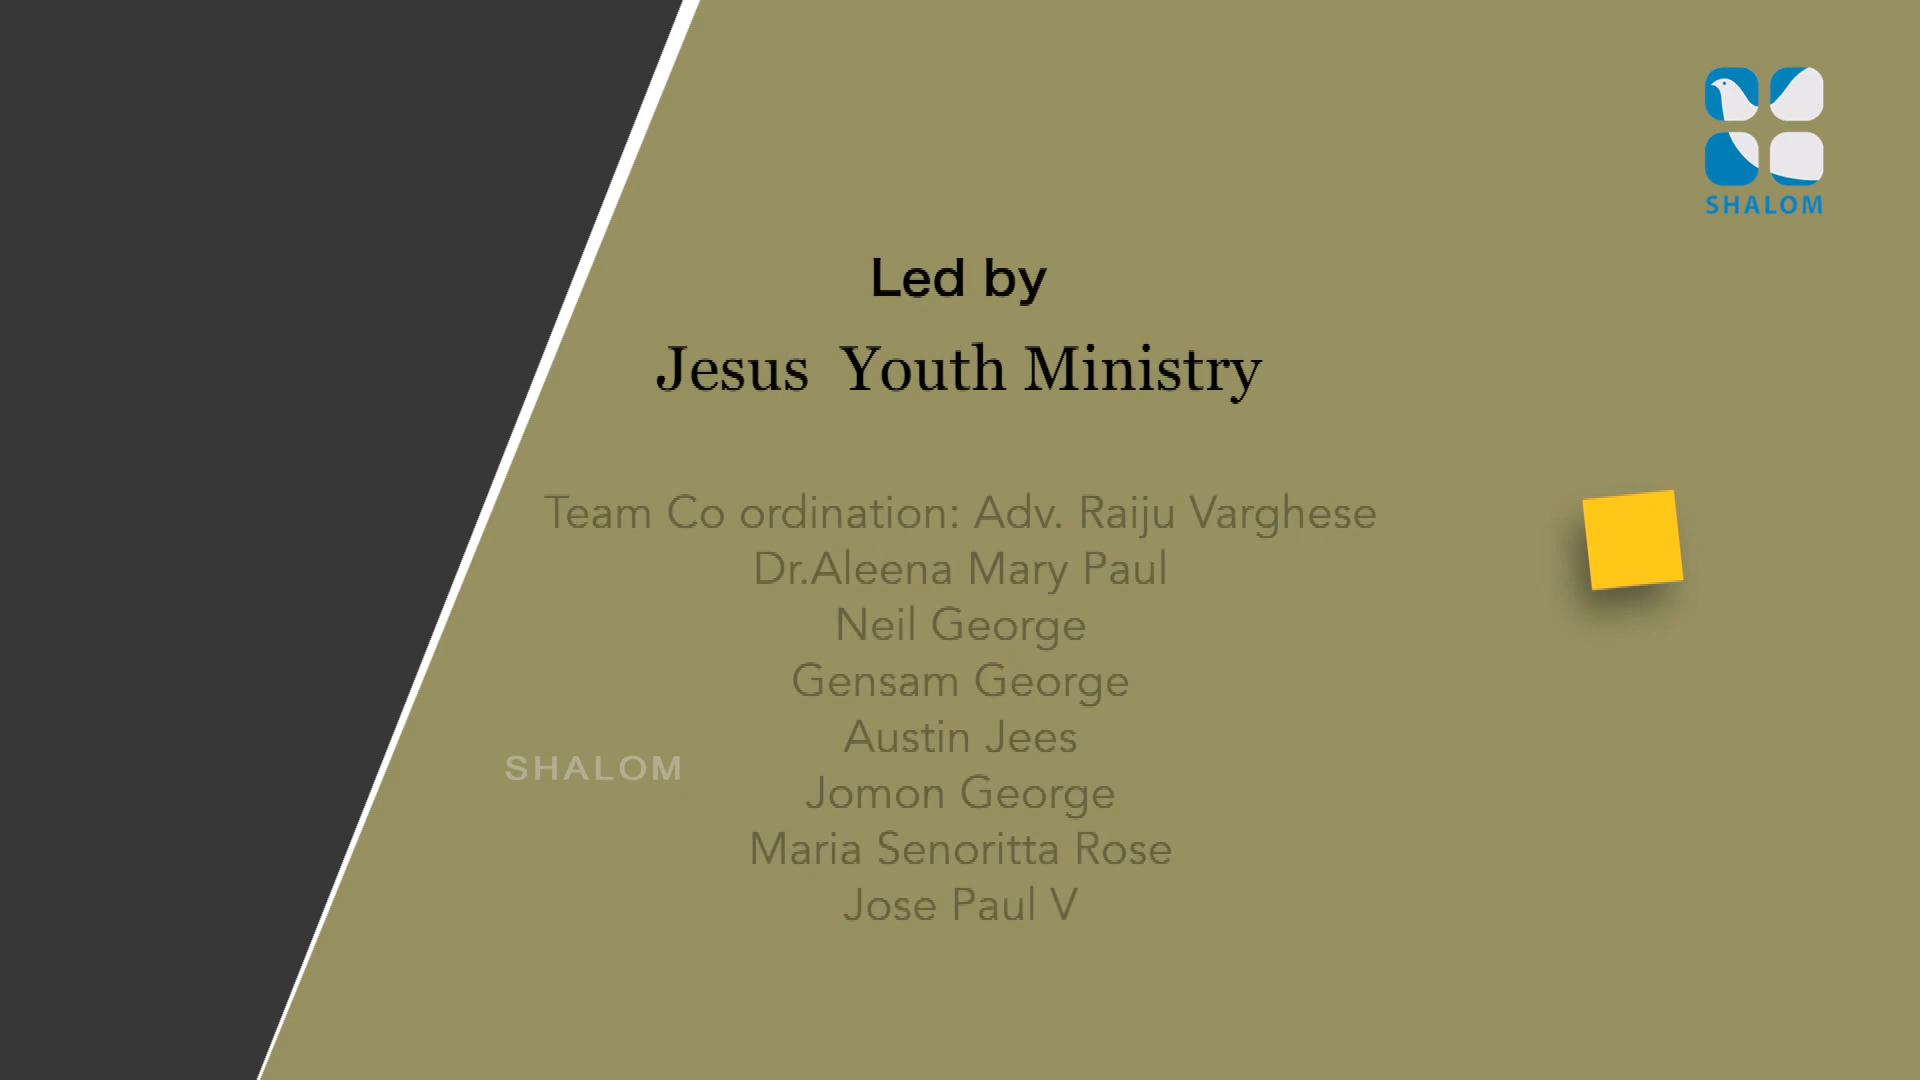 SHALOM
Led by
Jesus Youth Ministry
Team Co ordination: Adv. Raiju Varghese
Dr.Aleena Mary Paul
Neil George
Gensam George
Austin Jees
SHALOM
Jomon George
Maria Senoritta Rose
Jose Paul V